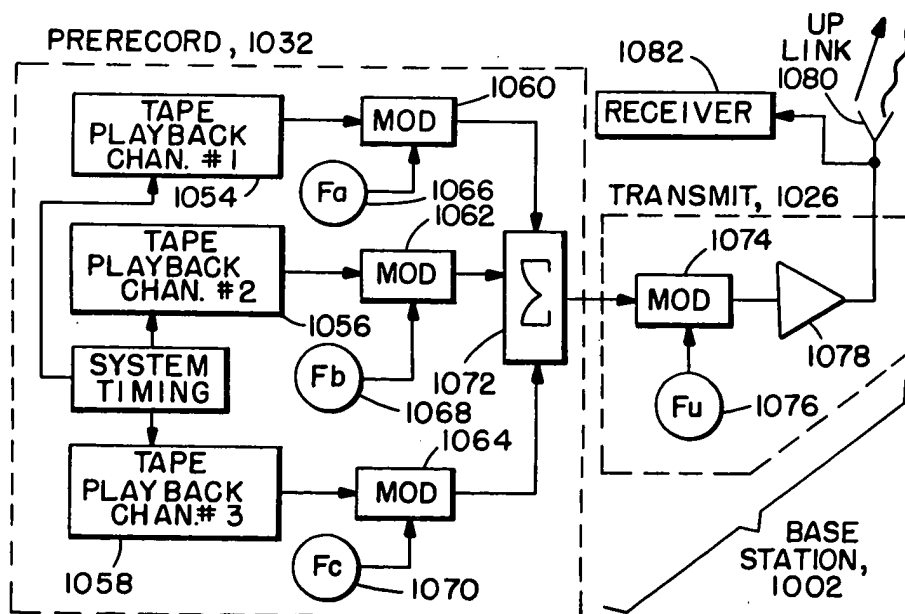 PRERECORD, 1032
TAPE
PLAYBACK
CHAN. #1
1054
MOD
1060
Fa
1066
TAPE
PLAYBACK
CHAN. #2
1056
MOD
1062
Fb
1068
SYSTEM
TIMING
TAPE
PLAYBACK
CHAN.# 3
1058
MOD
1064
Fc
1070
Σ
1072
1082
RECEIVER
UP
LINK
1080
TRANSMIT, 1026
1074
MOD
1078
Fu
1076
BASE
STATION,
1002